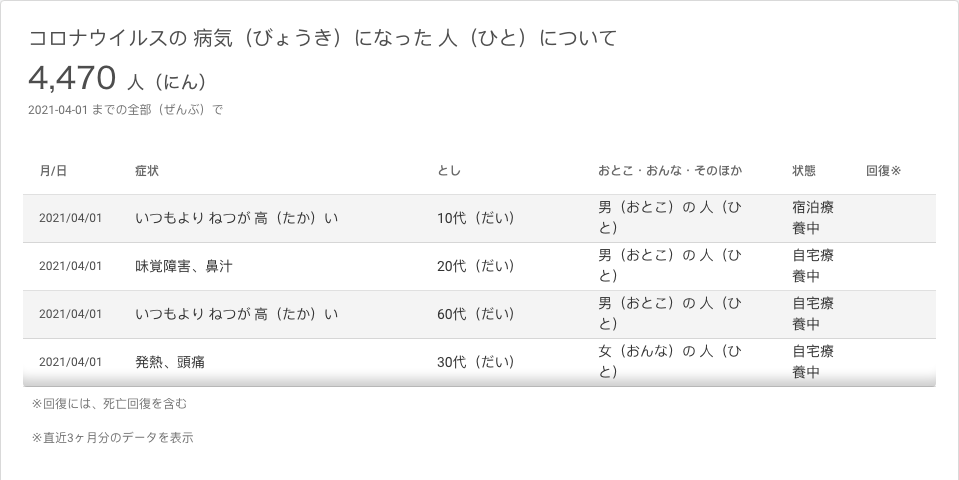 コロナウイルスの 病気（びょうき）になった 人（ひと）について
4,470 人（にん）
2021-04-01 までの全部（ぜんぶ）で
月/日 症状 とし おとこ・おんな・そのほか 状態 回復※
2021/04/01 いつもより ねつが 高（たか）い 10代（だい） 男（おとこ）の 人（ひと） 宿泊療養中
2021/04/01 味覚障害、鼻汁 20代（だい） 男（おとこ）の 人（ひと） 自宅療養中
2021/04/01 いつもより ねつが 高（たか）い 60代（だい） 男（おとこ）の 人（ひと） 自宅療養中
2021/04/01 発熱、頭痛 30代（だい） 女（おんな）の 人（ひと） 自宅療養中
※回復には、死亡回復を含む
※直近3ヶ月分のデータを表示